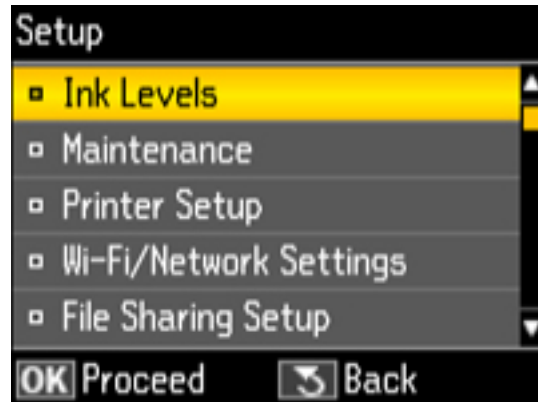 Setup
Ink Levels
Maintenance
Printer Setup
Wi-Fi/Network Settings
File Sharing Setup
OK Proceed Back